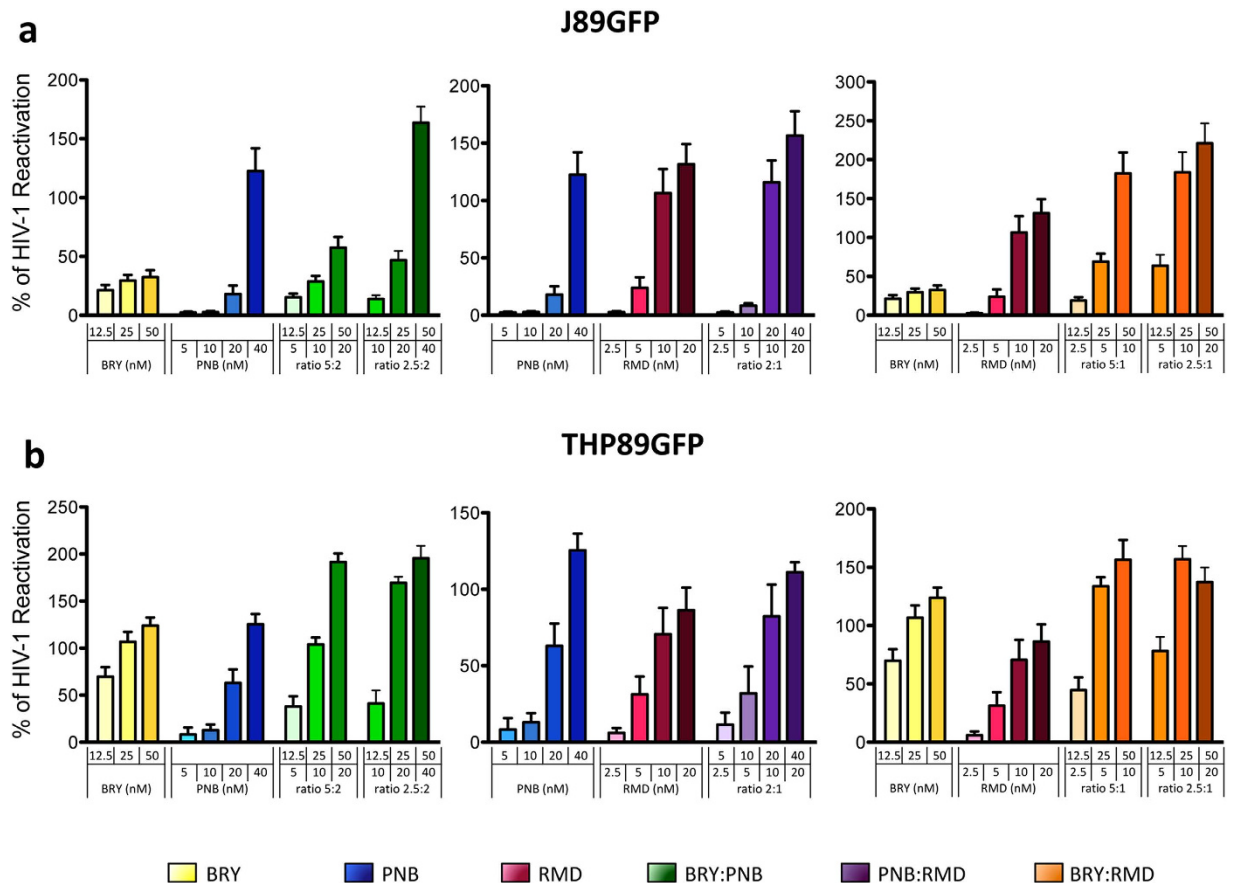 a
J89GFP
% of HIV-1 Reactivation
200
150
100
50
0
12.5 25 50
5 10 20 40
12.5 25 50
5 10 20
12.5 25 50
10 20 40
BRY (nM)
PNB (nM)
ratio 5:2
ratio 2.5:2
200
150
100
50
0
5 10 20 40
2.5 5 10 20
5 10 20 40
2.5 5 10 20
PNB (nM)
RMD (nM)
ratio 2:1
300
250
200
150
100
50
0
12.5 25 50
2.5 5 10 20
12.5 25 50
2.5 5 10
12.5 25 50
5 10 20
BRY (nM)
RMD (nM)
ratio 5:1
ratio 2.5:1
b
THP89GFP
% of HIV-1 Reactivation
250
200
150
100
50
0
12.5 25 50
5 10 20 40
12.5 25 50
5 10 20
12.5 25 50
10 20 40
BRY (nM)
PNB (nM)
ratio 5:2
ratio 2.5:2
150
100
50
0
5 10 20 40
2.5 5 10 20
5 10 20 40
2.5 5 10 20
PNB (nM)
RMD (nM)
ratio 2:1
200
150
100
50
0
12.5 25 50
2.5 5 10 20
12.5 25 50
2.5 5 10
12.5 25 50
5 10 20
BRY (nM)
RMD (nM)
ratio 5:1
ratio 2.5:1
BRY
PNB
RMD
BRY:PNB
PNB:RMD
BRY:RMD